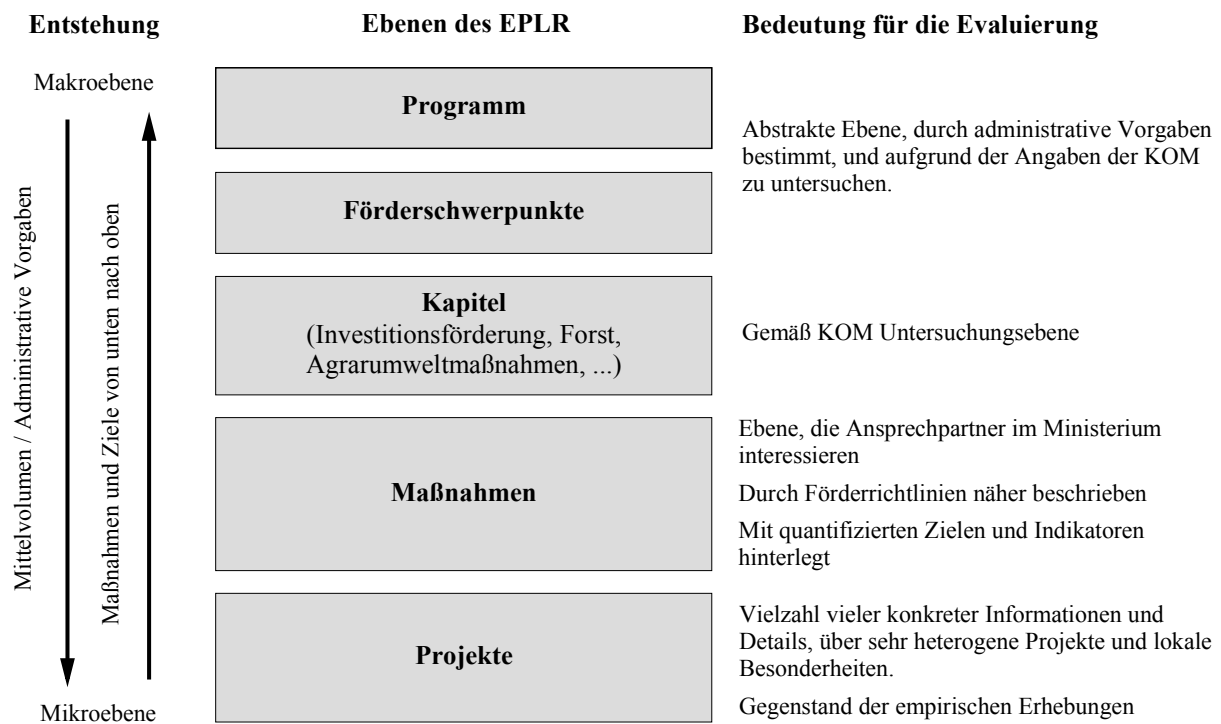 Entstehung
Ebenen des EPLR
Bedeutung für die Evaluierung
Makroebene
Mittelvolumen / Administrative Vorgaben
Maßnahmen und Ziele von unten nach oben
Mikroebene
Programm
Förderschwerpunkte
Kapitel
(Investitionsförderung, Forst,
Agrarumweltmaßnahmen, ...)
Maßnahmen
Projekte
Abstrakte Ebene, durch administrative Vorgaben
bestimmt, und aufgrund der Angaben der KOM
zu untersuchen.
Gemäß KOM Untersuchungsebene
Ebene, die Ansprechpartner im Ministerium
interessieren
Durch Förderrichtlinien näher beschrieben
Mit quantifizierten Zielen und Indikatoren
hinterlegt
Vielzahl vieler konkreter Informationen und
Details, über sehr heterogene Projekte und lokale
Besonderheiten.
Gegenstand der empirischen Erhebungen